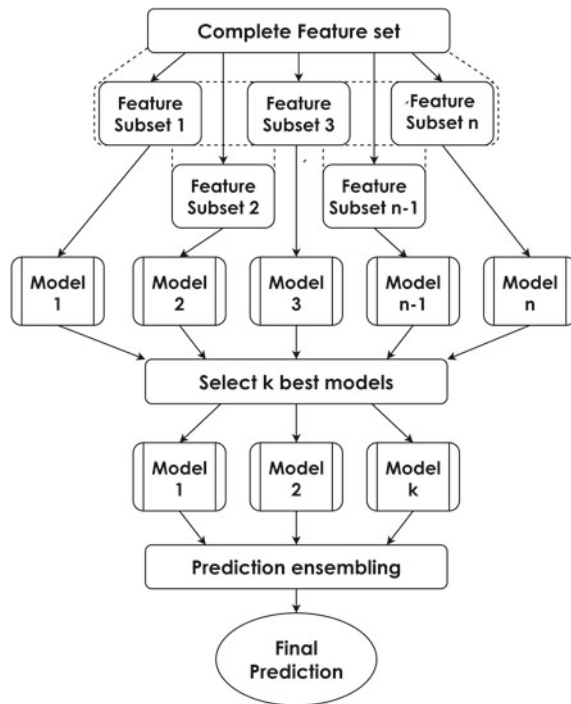 Complete Feature set
Feature
Subset 1
Feature
Subset 3
Feature
Subset n
Feature
Subset 2
Feature
Subset n-1
Model
1
Model
2
Model
3
Model
n-1
Model
n
Select k best models
Model
1
Model
2
Model
k
Prediction ensembling
Final
Prediction